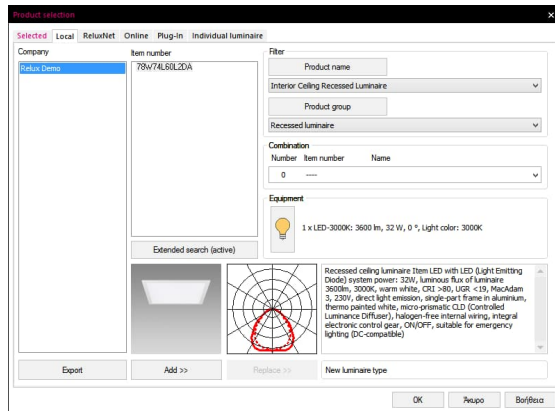 Product selection
Selected Local ReluxNet Online Plug-In Individual luminaire
Company
Relux Demo
Item number
78W74L60L2DA
Filter
Product name
Interior Ceiling Recessed Luminaire
Product group
Recessed luminaire
Combination
Number Item number Name
0 ----
Equipment
1 x LED-3000K: 3600 lm, 32 W, 0 °, Light color: 3000K
Extended search (active)
Recessed ceiling luminaire Item LED with LED (Light Emitting
Diode) system power: 32W, luminous flux of luminaire
3600lm, 3000K, warm white, CRI >80, UGR <19, MacAdam
3, 230V, direct light emission, single-part frame in aluminium,
thermo painted white, micro-prismatic CLD (Controlled
Luminance Diffuser), halogen-free internal wiring, integral
electronic control gear, ON/OFF, suitable for emergency
lighting (DC-compatible)
Export
Add >>
Replace >>
New luminaire type
OK
Άκυρο
Βοήθεια